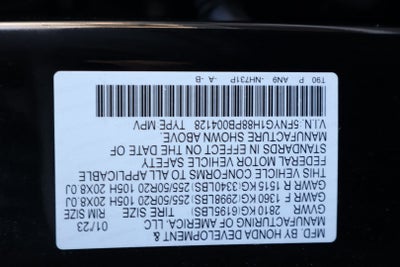 MFD. BY HONDA DEVELOPMENT &
MANUFACTURING OF AMERICA, LLC 01/23
GVWR 2810 KG(6195LBS) TIRE SIZE RIM SIZE
GAWR F 1360 KG(2998LBS) 255/50R20 105H 20X8.0J
GAWR R 1515 KG(3340LBS) 255/50R20 105H 20X8.0J
THIS VEHICLE CONFORMS TO ALL APPLICABLE
FEDERAL MOTOR VEHICLE SAFETY
STANDARDS IN EFFECT ON THE DATE OF
MANUFACTURE SHOWN ABOVE.
V.I.N.: 5FNYG1H88PB004128 TYPE MPV
T90 P AN9 -NH731P -A -B